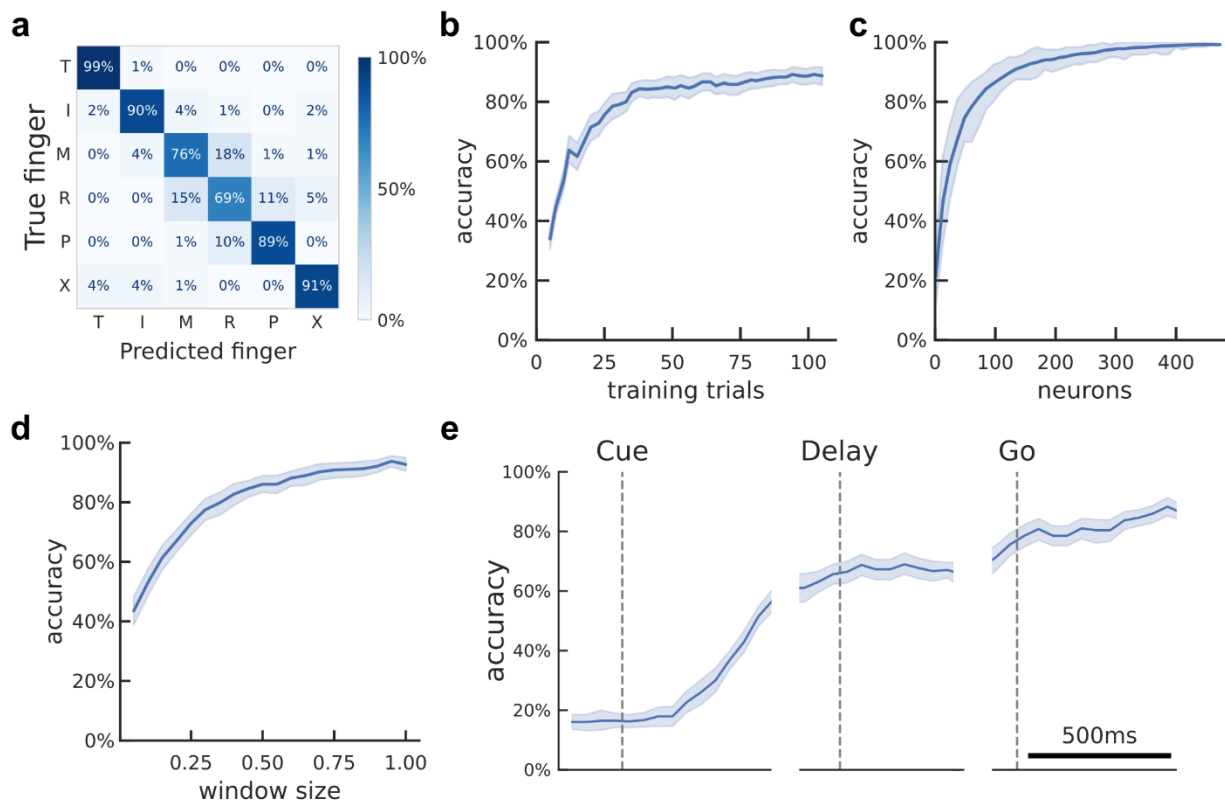 a
True finger
T 99% 1% 0% 0% 0% 0%
I 2% 90% 4% 1% 0% 2%
M 0% 4% 76% 18% 1% 1%
R 0% 0% 15% 69% 11% 5%
P 0% 0% 1% 10% 89% 0%
X 4% 4% 1% 0% 0% 91%
T I M R P X
Predicted finger
100%
50%
0%
b
accuracy
100%
80%
60%
40%
20%
0%
0 25 50 75 100
training trials
c
accuracy
100%
80%
60%
40%
20%
0%
0 100 200 300 400
neurons
d
accuracy
100%
80%
60%
40%
20%
0%
0.25 0.50 0.75 1.00
window size
e
Cue Delay Go
accuracy
100%
80%
60%
40%
20%
0%
500ms